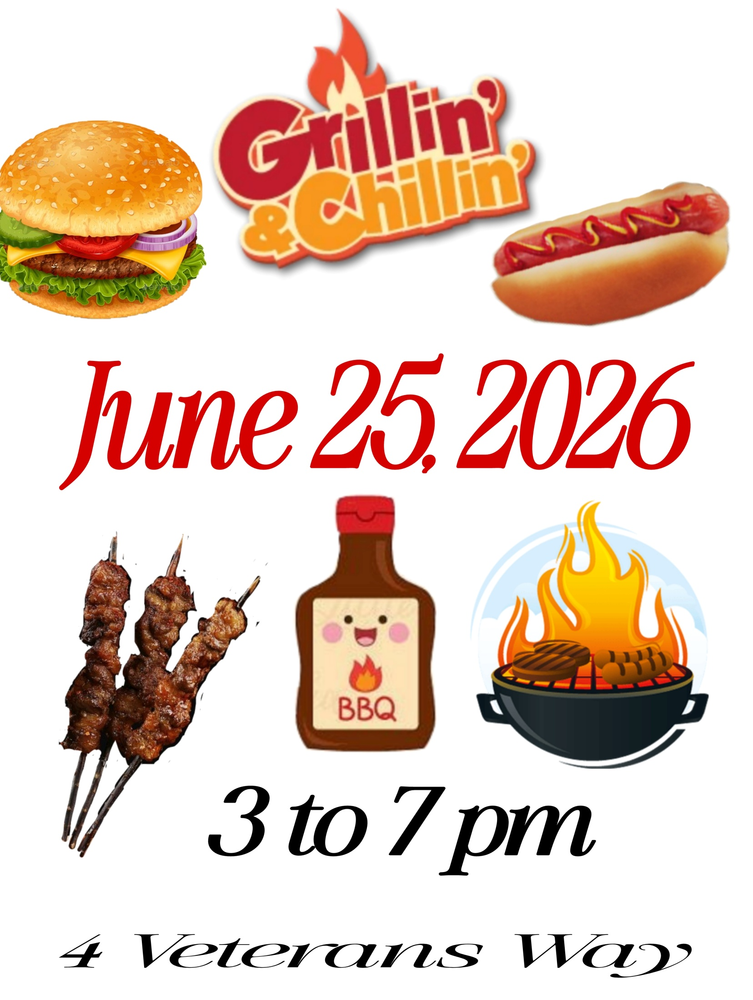 Grillin'
& Chillin'
June 25, 2026
BBQ
3 to 7 pm
4 Veterans Way